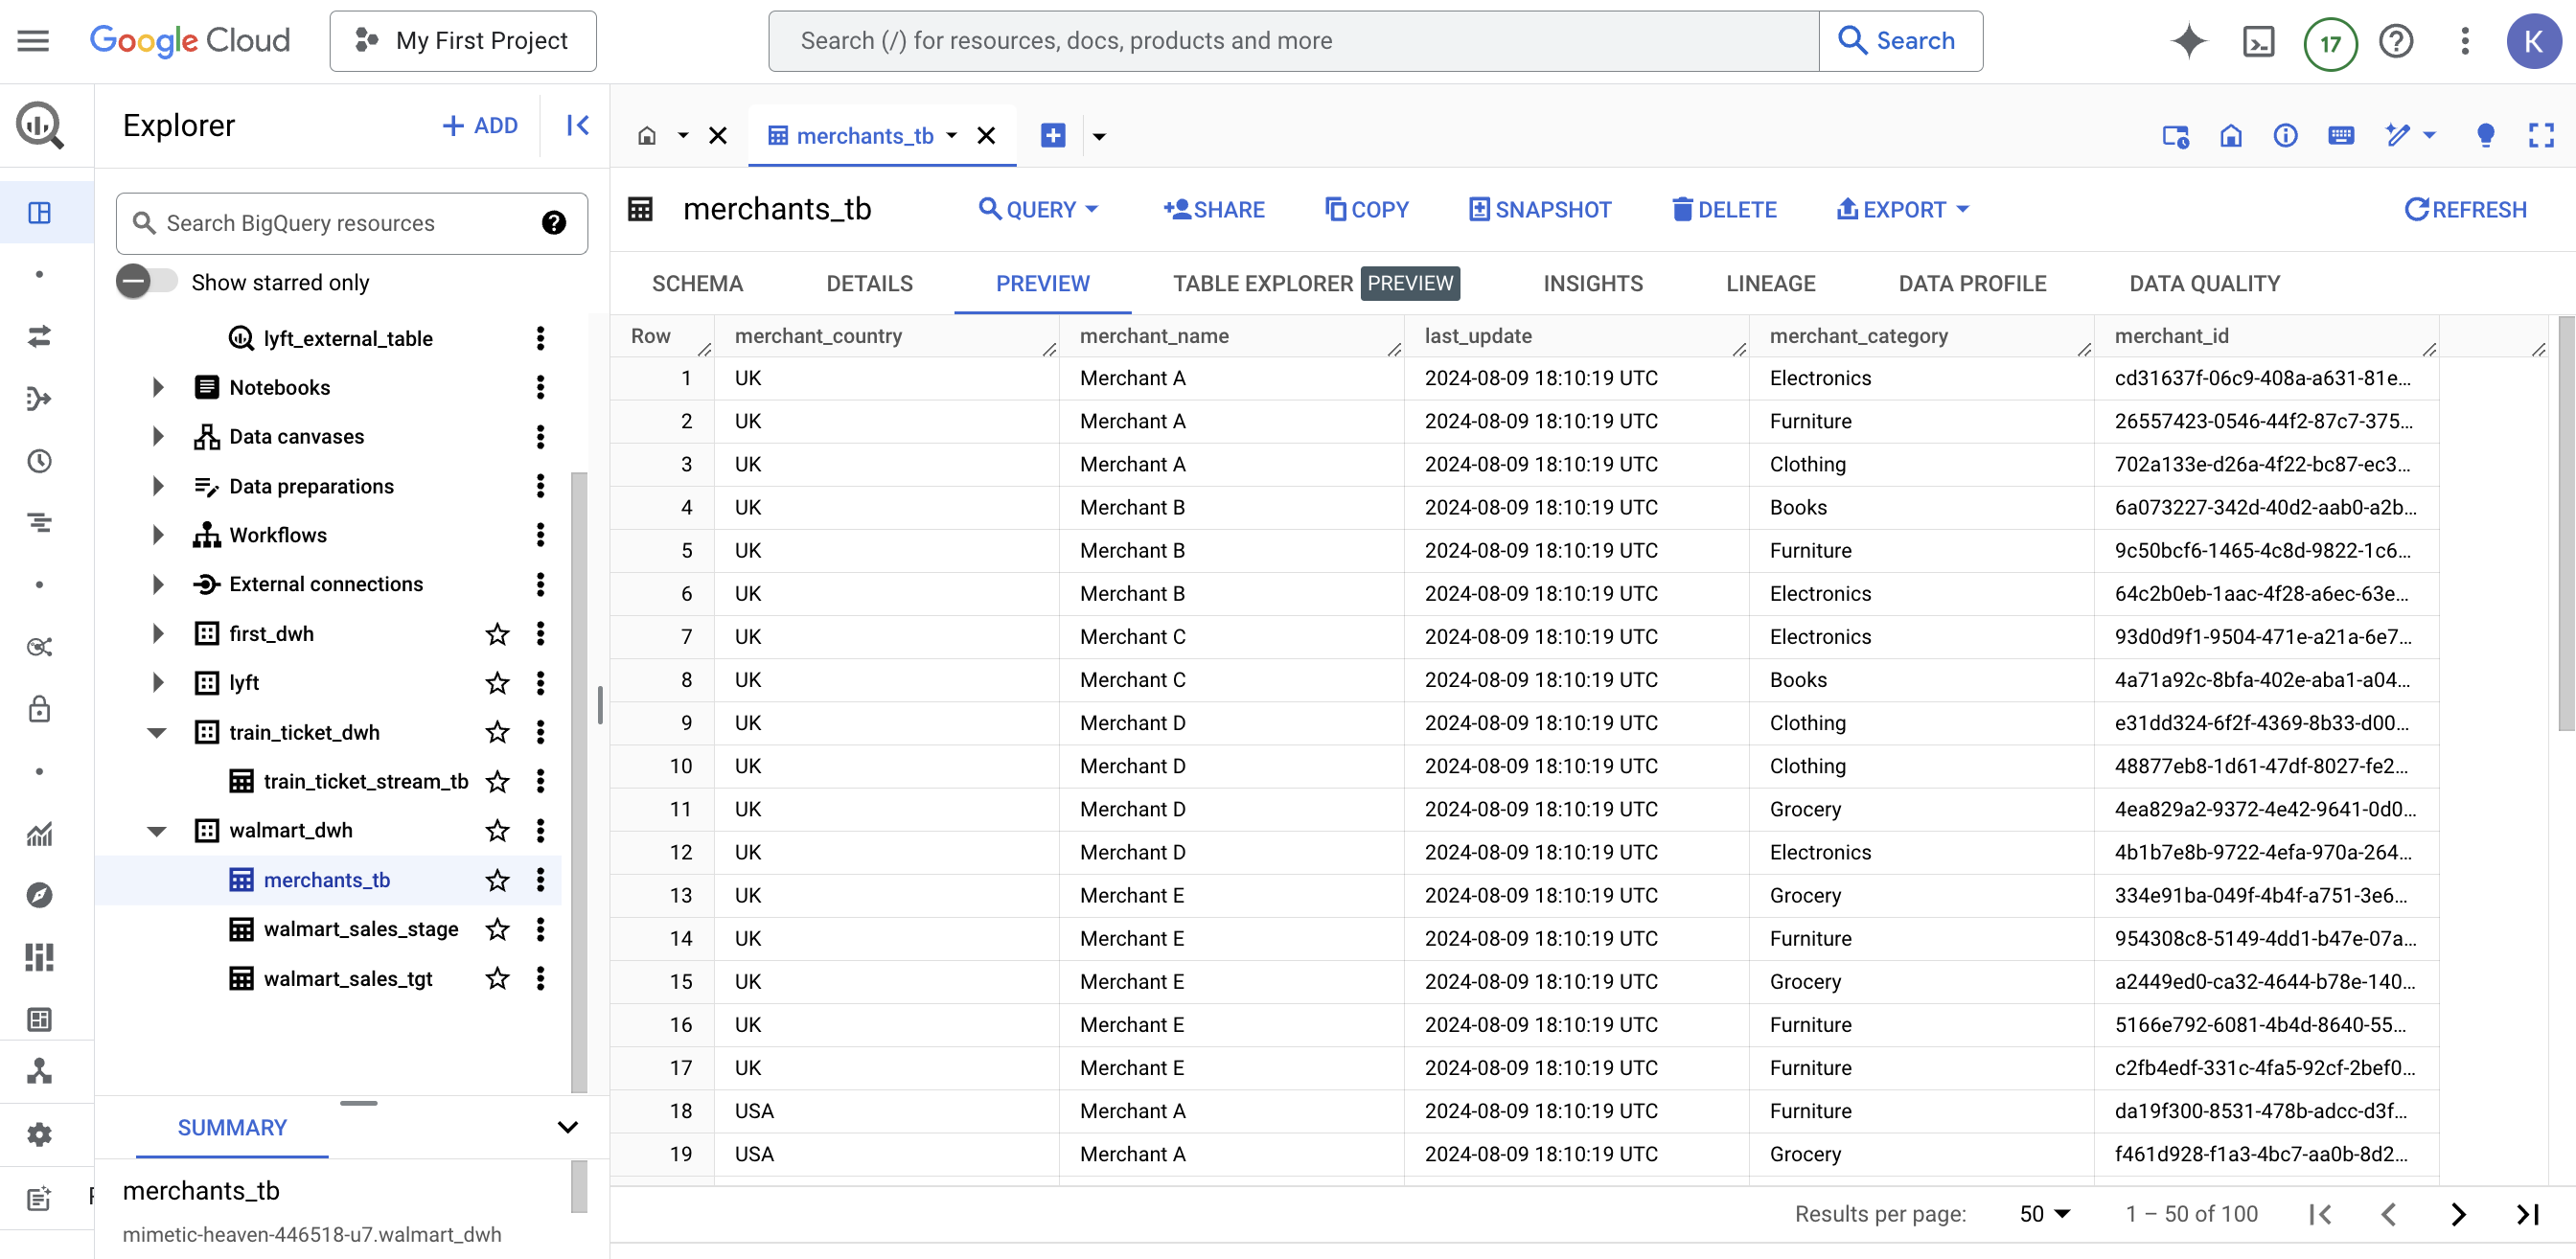 Google Cloud
My First Project
Search (/) for resources, docs, products and more
Search
17
K
Explorer
+ ADD
merchants_tb
Search BigQuery resources
Show starred only
lyft_external_table
Notebooks
Data canvases
Data preparations
Workflows
External connections
first_dwh
lyft
train_ticket_dwh
train_ticket_stream_tb
walmart_dwh
merchants_tb
walmart_sales_stage
walmart_sales_tgt
SUMMARY
merchants_tb
mimetic-heaven-446518-u7.walmart_dwh
merchants_tb QUERY SHARE COPY SNAPSHOT DELETE EXPORT REFRESH
SCHEMA DETAILS PREVIEW TABLE EXPLORER PREVIEW INSIGHTS LINEAGE DATA PROFILE DATA QUALITY
Row merchant_country merchant_name last_update merchant_category merchant_id
1 UK Merchant A 2024-08-09 18:10:19 UTC Electronics cd31637f-06c9-408a-a631-81e...
2 UK Merchant A 2024-08-09 18:10:19 UTC Furniture 26557423-0546-44f2-87c7-375...
3 UK Merchant A 2024-08-09 18:10:19 UTC Clothing 702a133e-d26a-4f22-bc87-ec3...
4 UK Merchant B 2024-08-09 18:10:19 UTC Books 6a073227-342d-40d2-aab0-a2b...
5 UK Merchant B 2024-08-09 18:10:19 UTC Furniture 9c50bcf6-1465-4c8d-9822-1c6...
6 UK Merchant B 2024-08-09 18:10:19 UTC Electronics 64c2b0eb-1aac-4f28-a6ec-63e...
7 UK Merchant C 2024-08-09 18:10:19 UTC Electronics 93d0d9f1-9504-471e-a21a-6e7...
8 UK Merchant C 2024-08-09 18:10:19 UTC Books 4a71a92c-8bfa-402e-aba1-a04...
9 UK Merchant D 2024-08-09 18:10:19 UTC Clothing e31dd324-6f2f-4369-8b33-d00...
10 UK Merchant D 2024-08-09 18:10:19 UTC Clothing 48877eb8-1d61-47df-8027-fe2...
11 UK Merchant D 2024-08-09 18:10:19 UTC Grocery 4ea829a2-9372-4e42-9641-0d0...
12 UK Merchant D 2024-08-09 18:10:19 UTC Electronics 4b1b7e8b-9722-4efa-970a-264...
13 UK Merchant E 2024-08-09 18:10:19 UTC Grocery 334e91ba-049f-4b4f-a751-3e6...
14 UK Merchant E 2024-08-09 18:10:19 UTC Furniture 954308c8-5149-4dd1-b47e-07a...
15 UK Merchant E 2024-08-09 18:10:19 UTC Grocery a2449ed0-ca32-4644-b78e-140...
16 UK Merchant E 2024-08-09 18:10:19 UTC Furniture 5166e792-6081-4b4d-8640-55...
17 UK Merchant E 2024-08-09 18:10:19 UTC Furniture c2fb4edf-331c-4fa5-92cf-2bef0...
18 USA Merchant A 2024-08-09 18:10:19 UTC Furniture da19f300-8531-478b-adcc-d3f...
19 USA Merchant A 2024-08-09 18:10:19 UTC Grocery f461d928-f1a3-4bc7-aa0b-8d2...
Results per page: 50 1 – 50 of 100